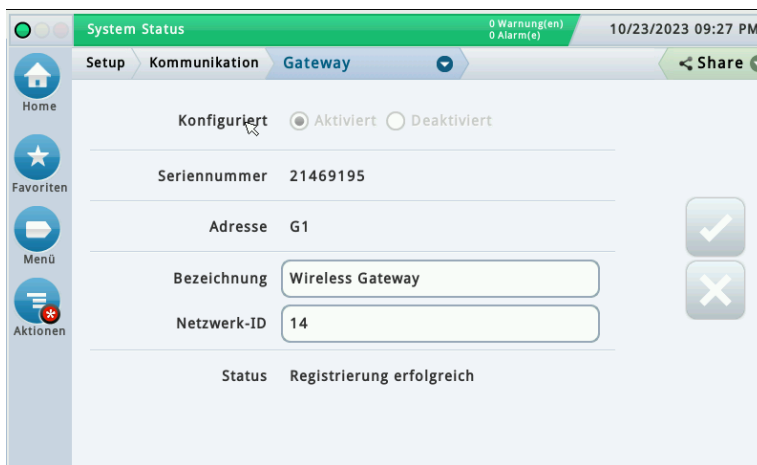 System Status
0 Warnung(en)
0 Alarm(e)
10/23/2023 09:27 PM
Setup Kommunikation Gateway
Share
Home
Favoriten
Menü
Aktionen
Konfiguriert Aktiviert Deaktiviert
Seriennummer 21469195
Adresse G1
Bezeichnung Wireless Gateway
Netzwerk-ID 14
Status Registrierung erfolgreich